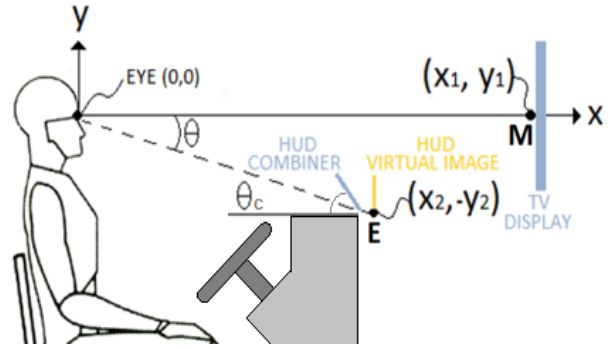 y
EYE (0,0)
(x₁, y₁)
x
M
θ
HUD
COMBINER
HUD
VIRTUAL IMAGE
θc
(x₂,-y₂)
E
TV
DISPLAY